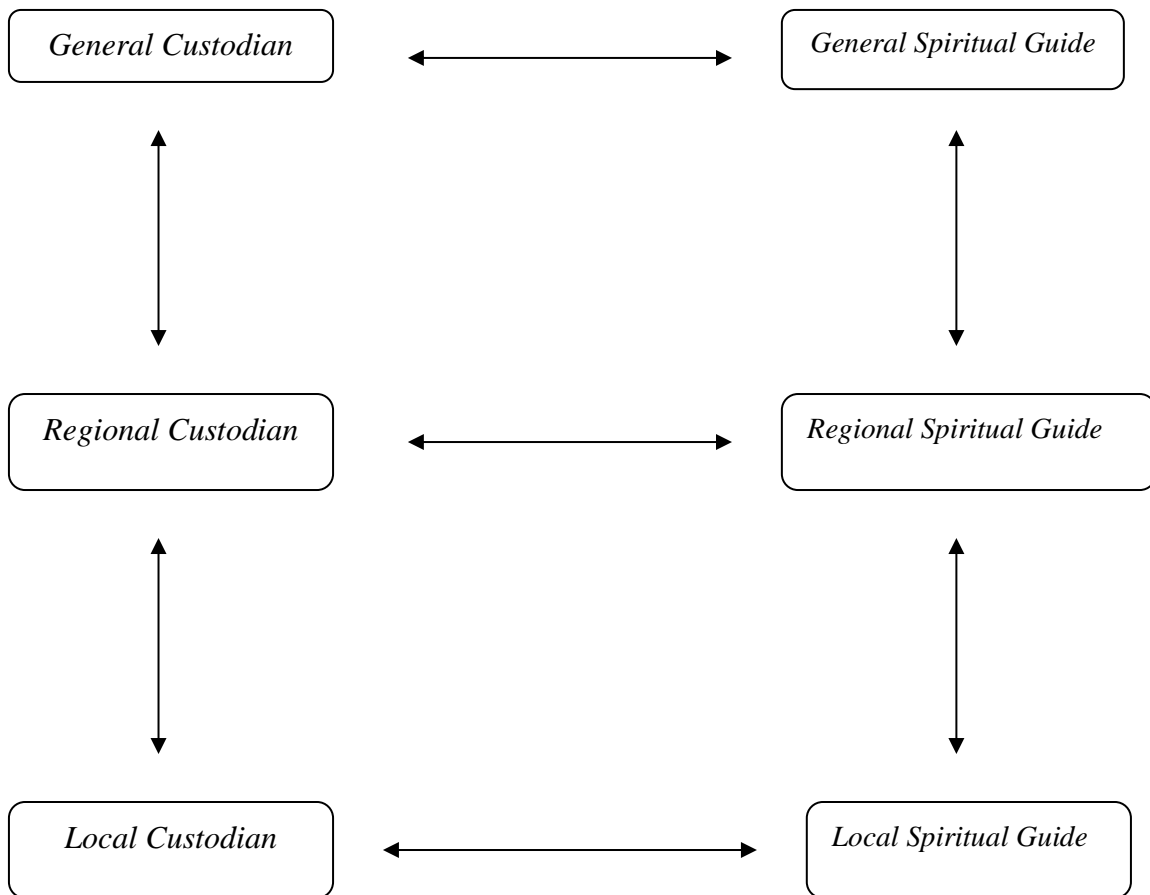 General Custodian
General Spiritual Guide
Regional Custodian
Regional Spiritual Guide
Local Custodian
Local Spiritual Guide